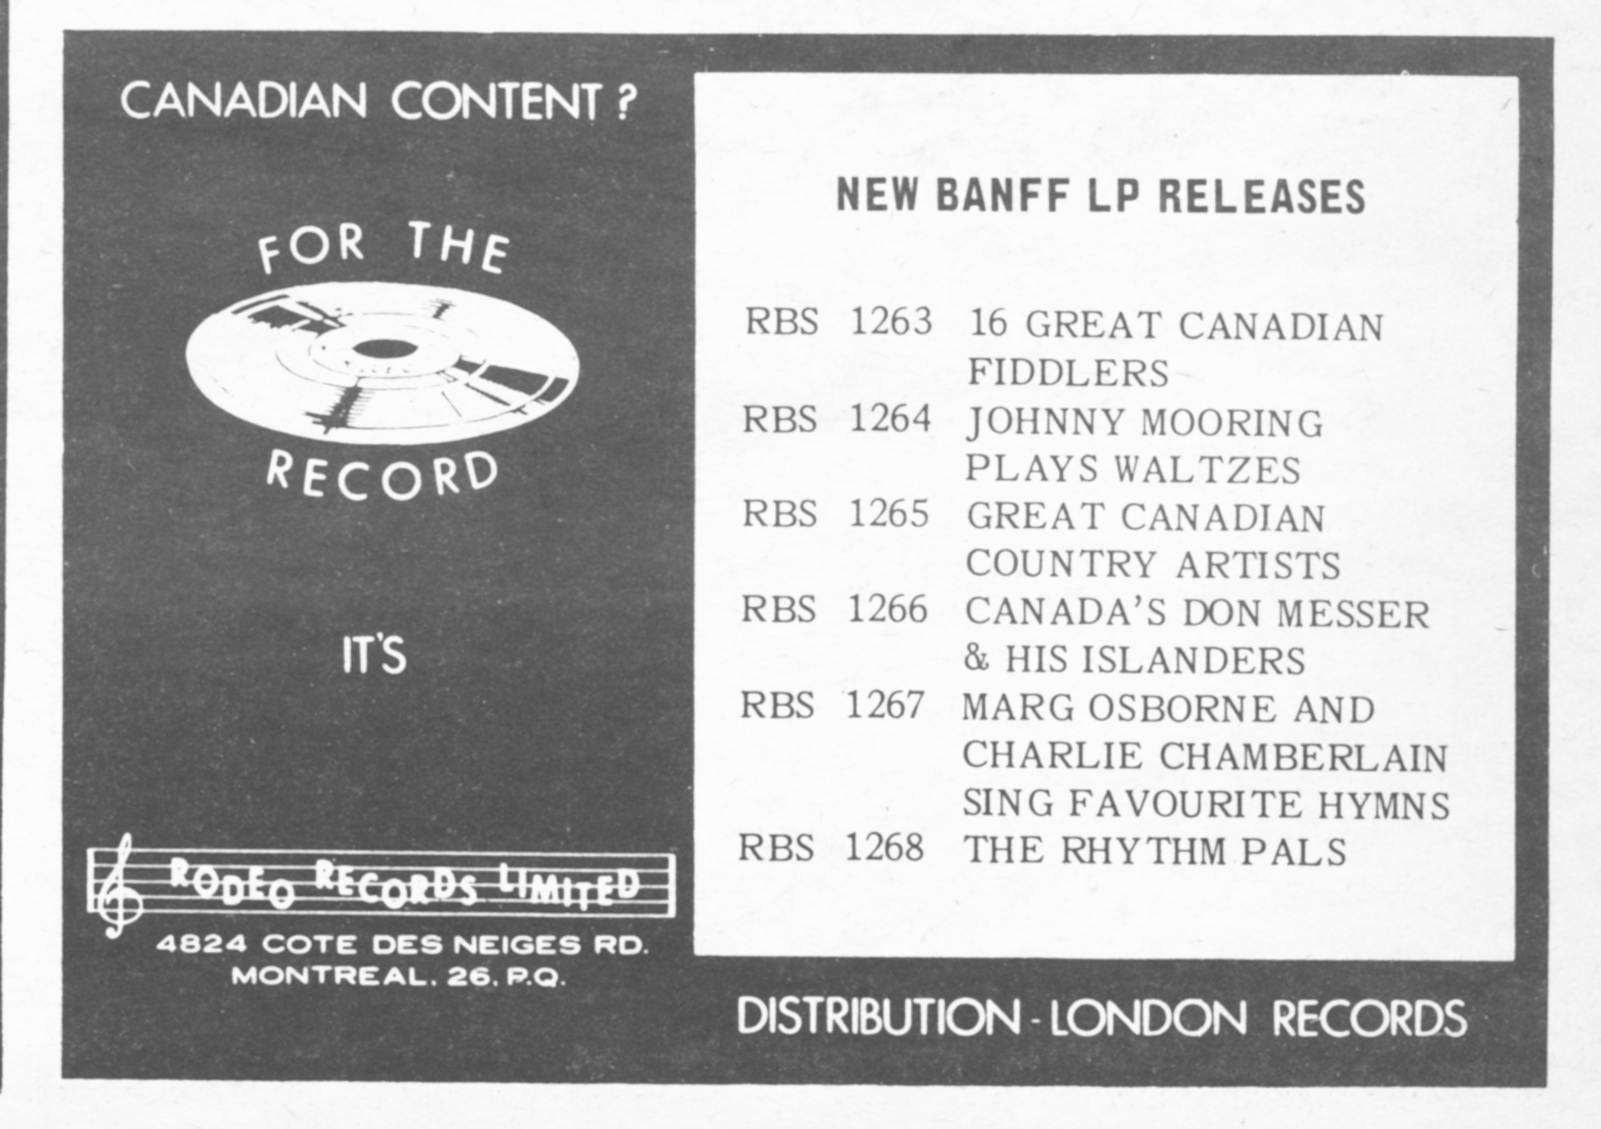 CANADIAN CONTENT ?
FOR THE
RECORD
IT'S
RODEO RECORDS LIMITED
4824 COTE DES NEIGES RD.
MONTREAL. 26. P.Q.
NEW BANFF LP RELEASES
RBS 1263 16 GREAT CANADIAN
FIDDLERS
RBS 1264 JOHNNY MOORING
PLAYS WALTZES
RBS 1265 GREAT CANADIAN
COUNTRY ARTISTS
RBS 1266 CANADA'S DON MESSER
& HIS ISLANDERS
RBS 1267 MARG OSBORNE AND
CHARLIE CHAMBERLAIN
SING FAVOURITE HYMNS
RBS 1268 THE RHYTHM PALS
DISTRIBUTION - LONDON RECORDS